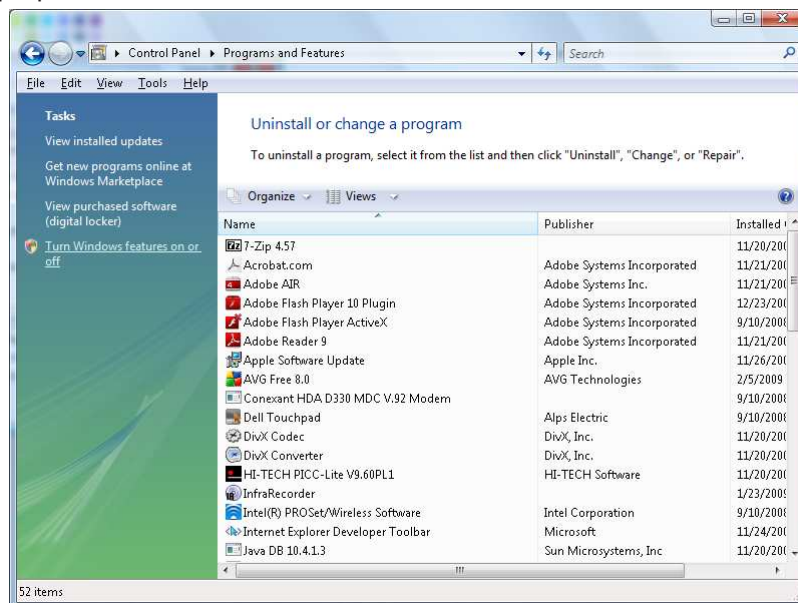 Control Panel ▸ Programs and Features
Search
File Edit View Tools Help
Tasks
View installed updates
Get new programs online at
Windows Marketplace
View purchased software
(digital locker)
Turn Windows features on or
off
Uninstall or change a program
To uninstall a program, select it from the list and then click "Uninstall", "Change", or "Repair".
Organize Views
Name Publisher Installed
7-Zip 4.57 11/20/200
Acrobat.com Adobe Systems Incorporated 11/21/200
Adobe AIR Adobe Systems Inc. 11/21/200
Adobe Flash Player 10 Plugin Adobe Systems Incorporated 12/23/200
Adobe Flash Player ActiveX Adobe Systems Incorporated 9/10/2008
Adobe Reader 9 Adobe Systems Incorporated 11/21/200
Apple Software Update Apple Inc. 11/26/200
AVG Free 8.0 AVG Technologies 2/5/2009
Conexant HDA D330 MDC V.92 Modem 9/10/2008
Dell Touchpad Alps Electric 9/10/2008
DivX Codec DivX, Inc. 11/20/200
DivX Converter DivX, Inc. 11/20/200
HI-TECH PICC-Lite V9.60PL1 HI-TECH Software 11/20/200
InfraRecorder 1/23/2009
Intel(R) PROSet/Wireless Software Intel Corporation 9/10/2008
Internet Explorer Developer Toolbar Microsoft 11/24/200
Java DB 10.4.1.3 Sun Microsystems, Inc 11/20/200
52 items